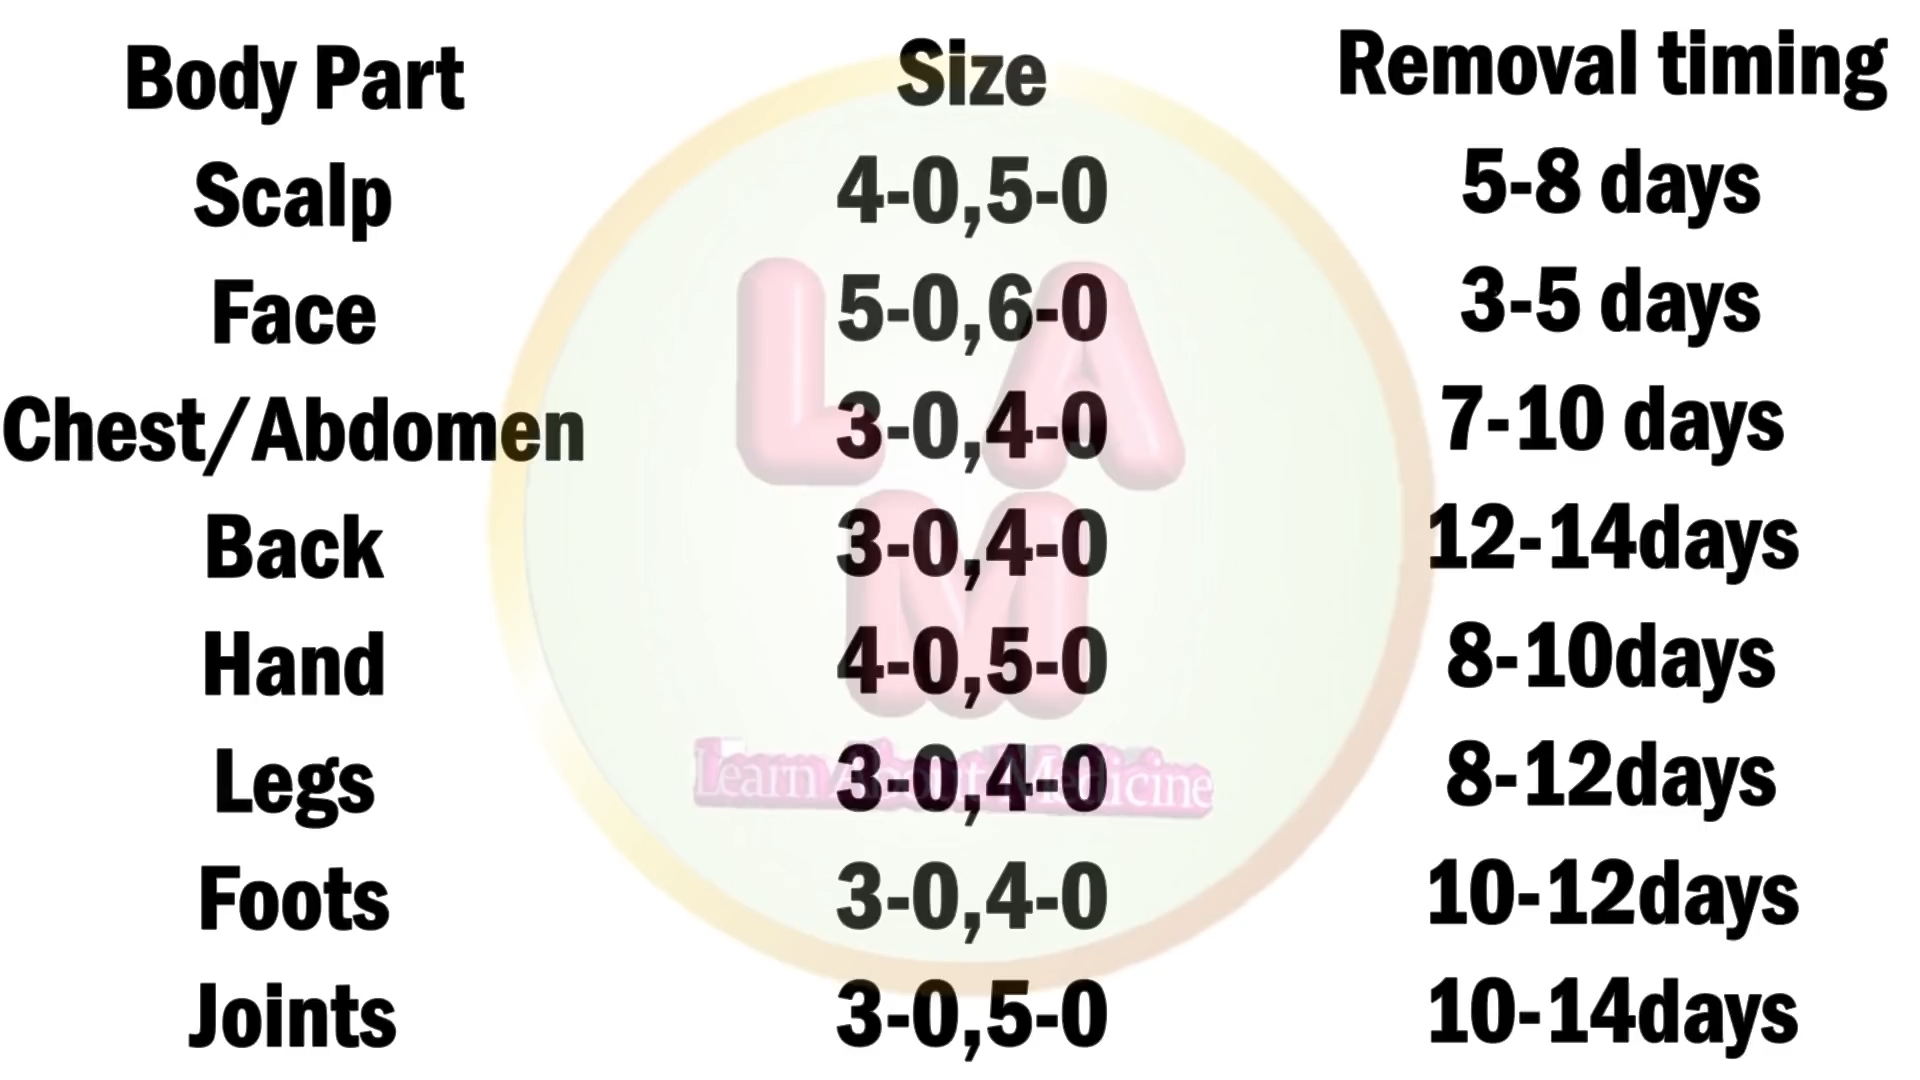 Body Part Size Removal timing
Scalp 4-0,5-0 5-8 days
Face 5-0,6-0 3-5 days
Chest/Abdomen 3-0,4-0 7-10 days
Back 3-0,4-0 12-14days
Hand 4-0,5-0 8-10days
Legs 3-0,4-0 8-12days
Foots 3-0,4-0 10-12days
Joints 3-0,5-0 10-14days
L A
M
Learn About Medicine